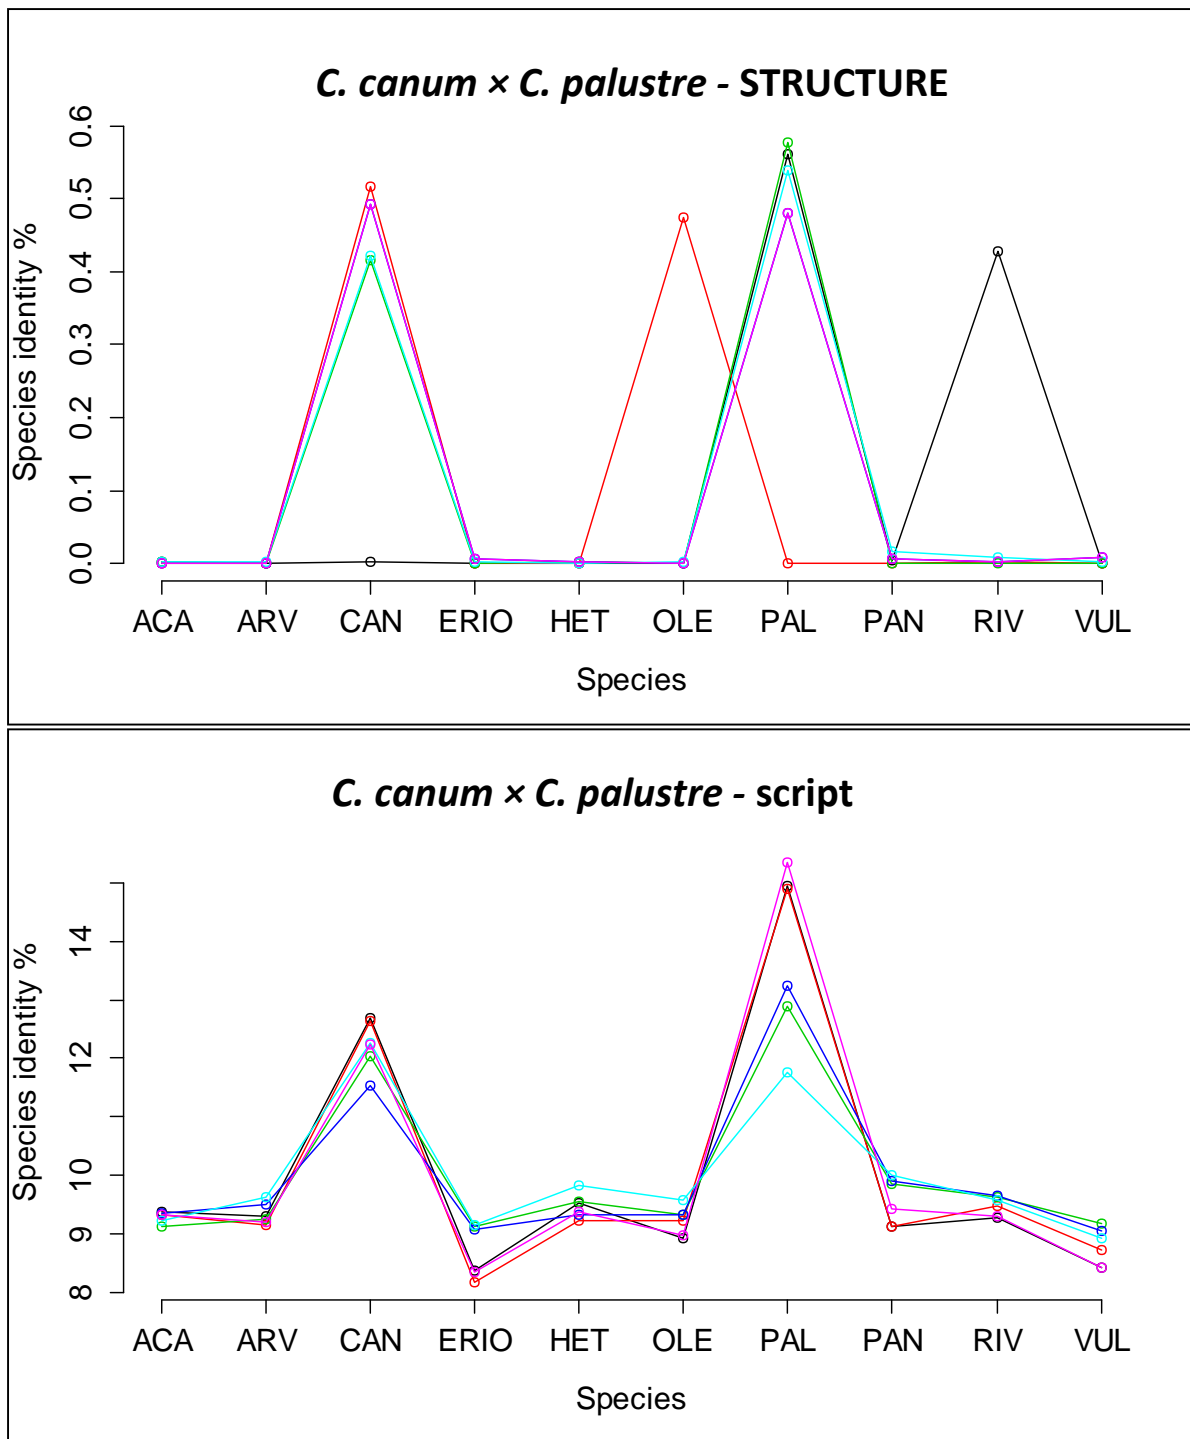 C. canum × C. palustre - STRUCTURE
Species identity %
0.6
0.5
0.4
0.3
0.2
0.1
0.0
ACA ARV CAN ERIO HET OLE PAL PAN RIV VUL
Species
C. canum × C. palustre - script
Species identity %
14
12
10
9
8
ACA ARV CAN ERIO HET OLE PAL PAN RIV VUL
Species